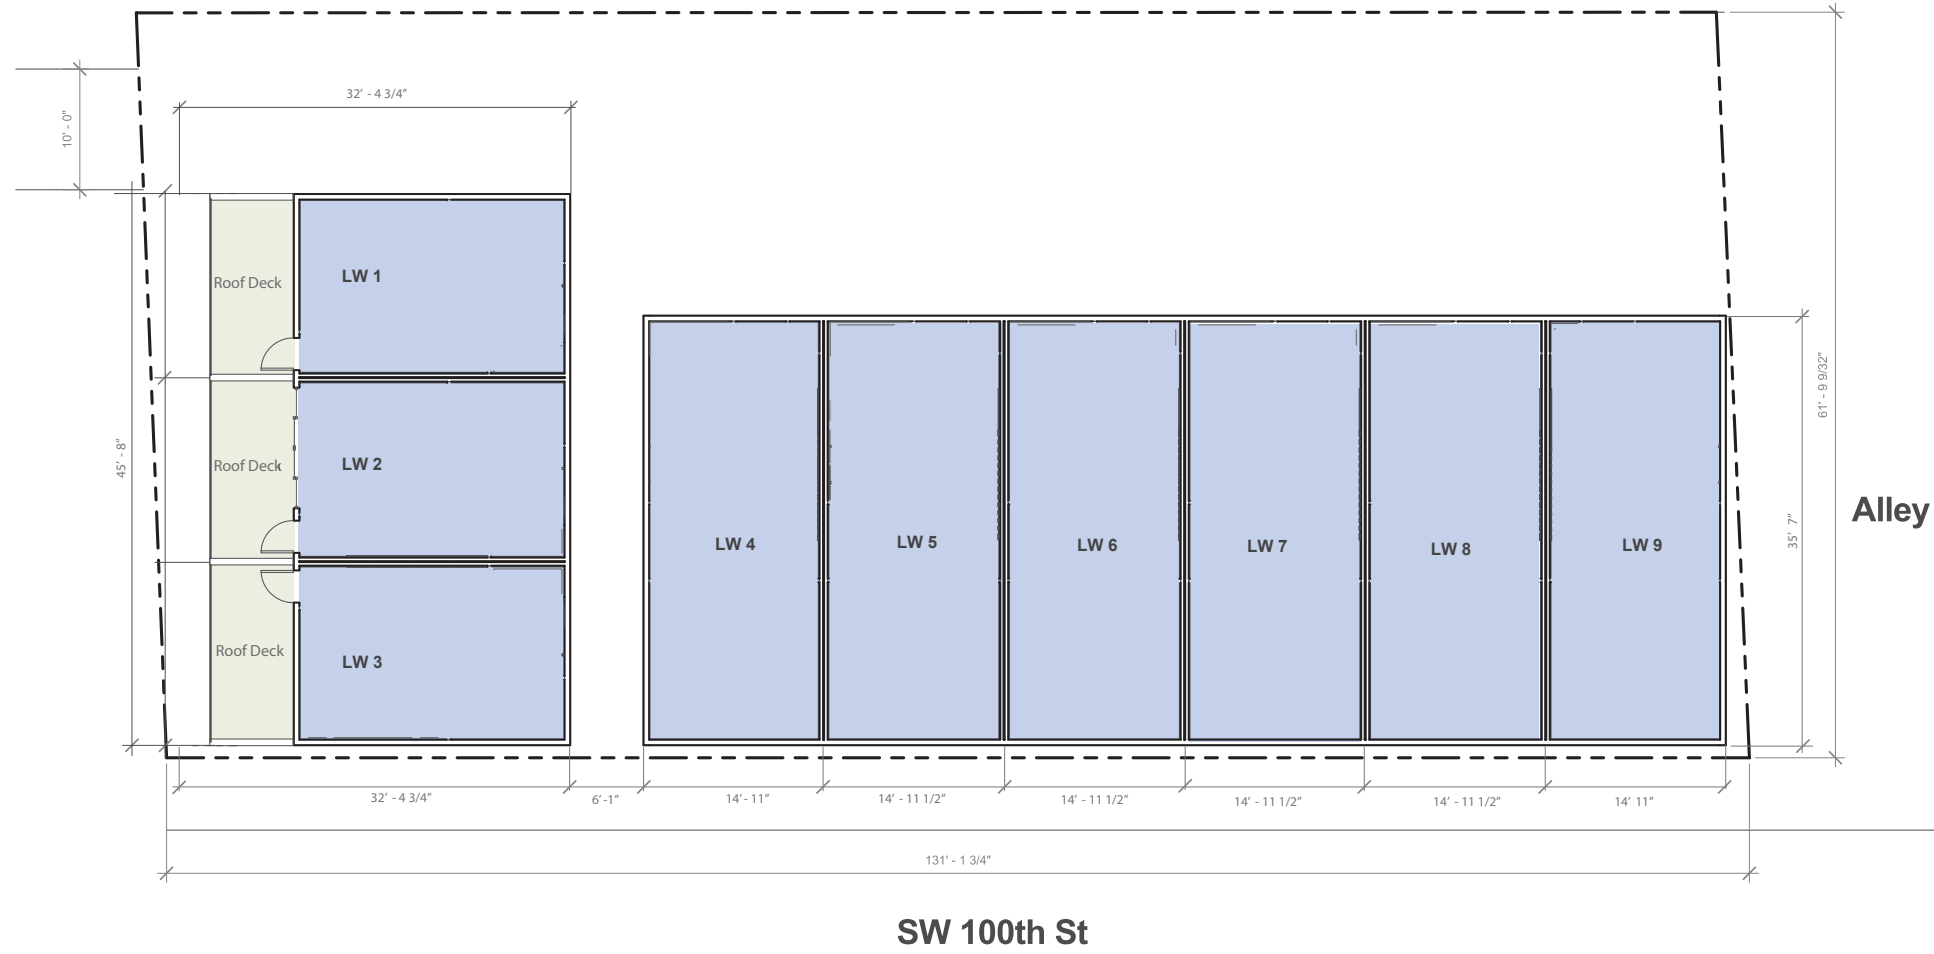 32' - 4 3/4"
10' - 0"
LW 1
Roof Deck
61' - 9 9/32"
45' - 8"
Roof Deck
LW 2
Alley
35' 7"
LW 4
LW 5
LW 6
LW 7
LW 8
LW 9
Roof Deck
LW 3
32' - 4 3/4"
6'-1"
14'- 11"
14' - 11 1/2"
14' - 11 1/2"
14' - 11 1/2"
14' - 11 1/2"
14' 11"
131' - 1 3/4"
SW 100th St